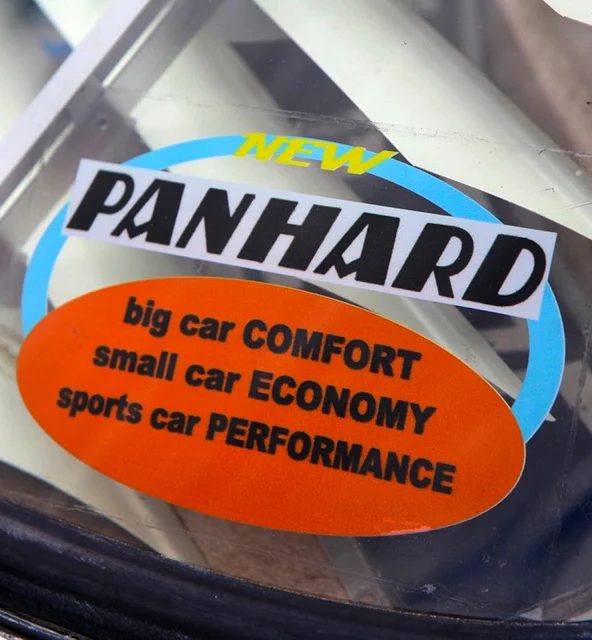 NEW
PANHARD
big car COMFORT
small car ECONOMY
sports car PERFORMANCE